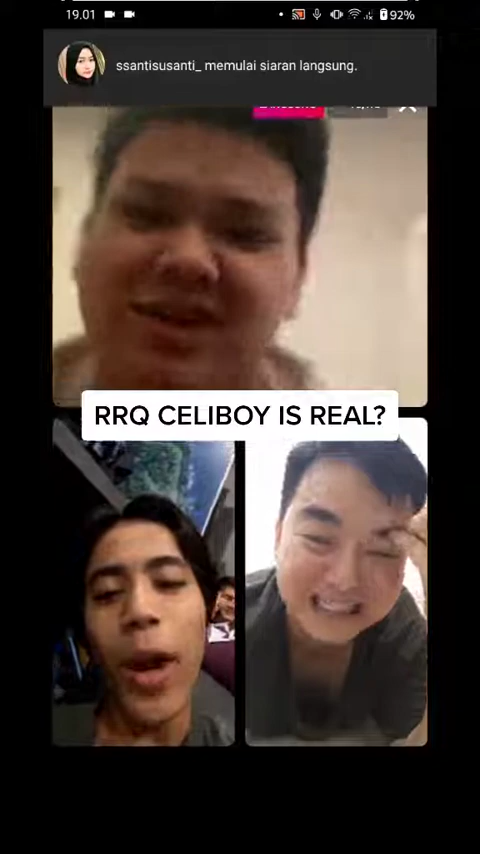 19.01
92%
ssantisusanti_ memulai siaran langsung.
RRQ CELIBOY IS REAL?